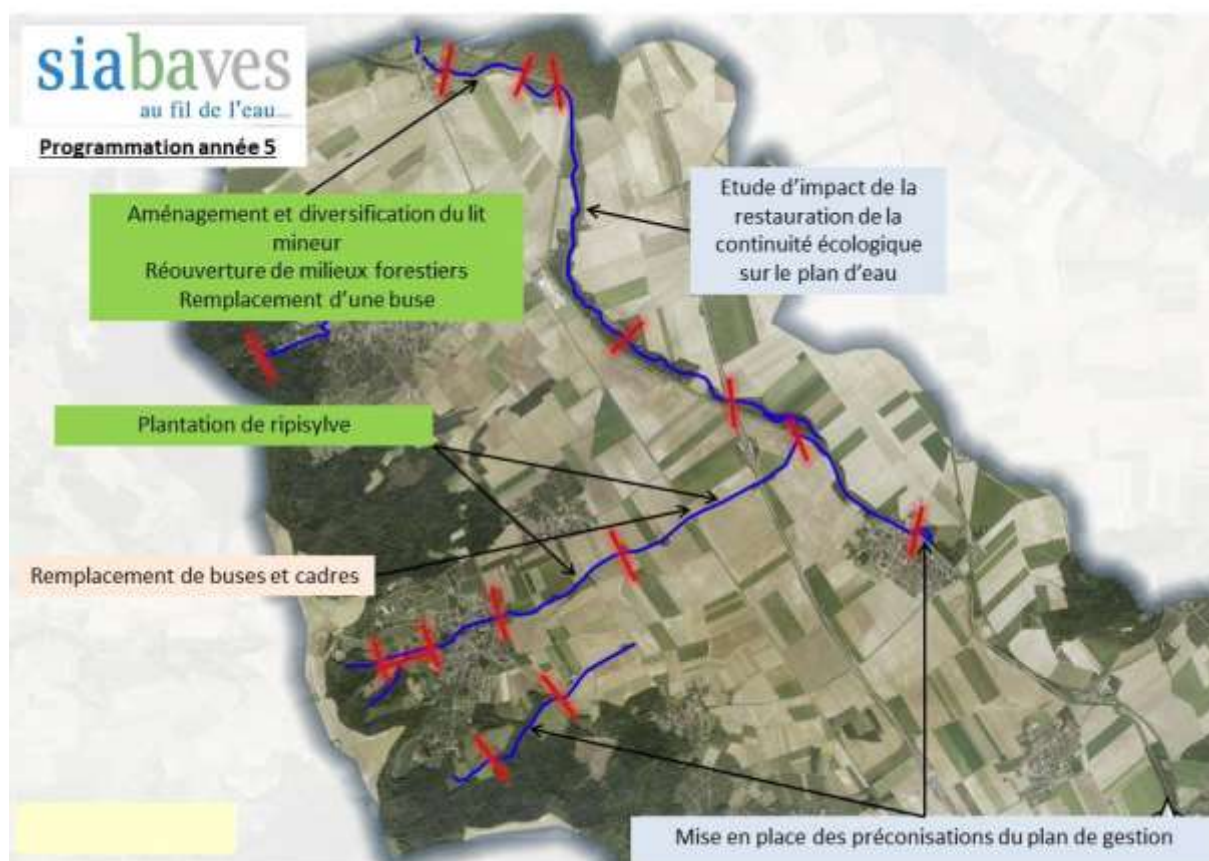 siabaves
au fil de l'eau....
Programmation année 5
Aménagement et diversification du lit
mineur
Réouverture de milieux forestiers
Remplacement d'une buse
Etude d'impact de la
restauration de la
continuité écologique
sur le plan d'eau
Plantation de ripisylve
Remplacement de buses et cadres
Mise en place des préconisations du plan de gestion